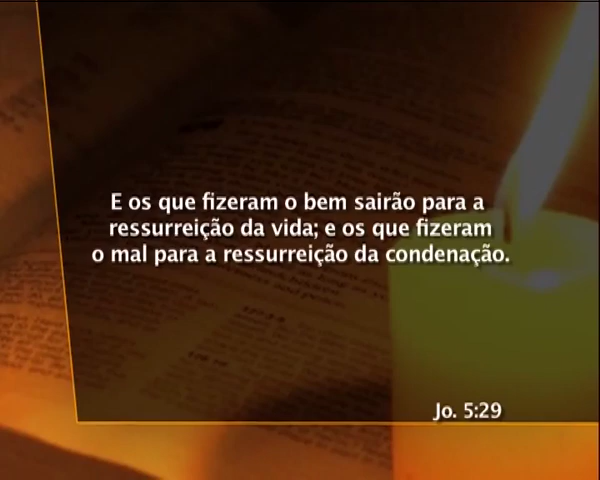 E os que fizeram o bem sairão para a
ressurreição da vida; e os que fizeram
o mal para a ressurreição da condenação.
Jo. 5:29